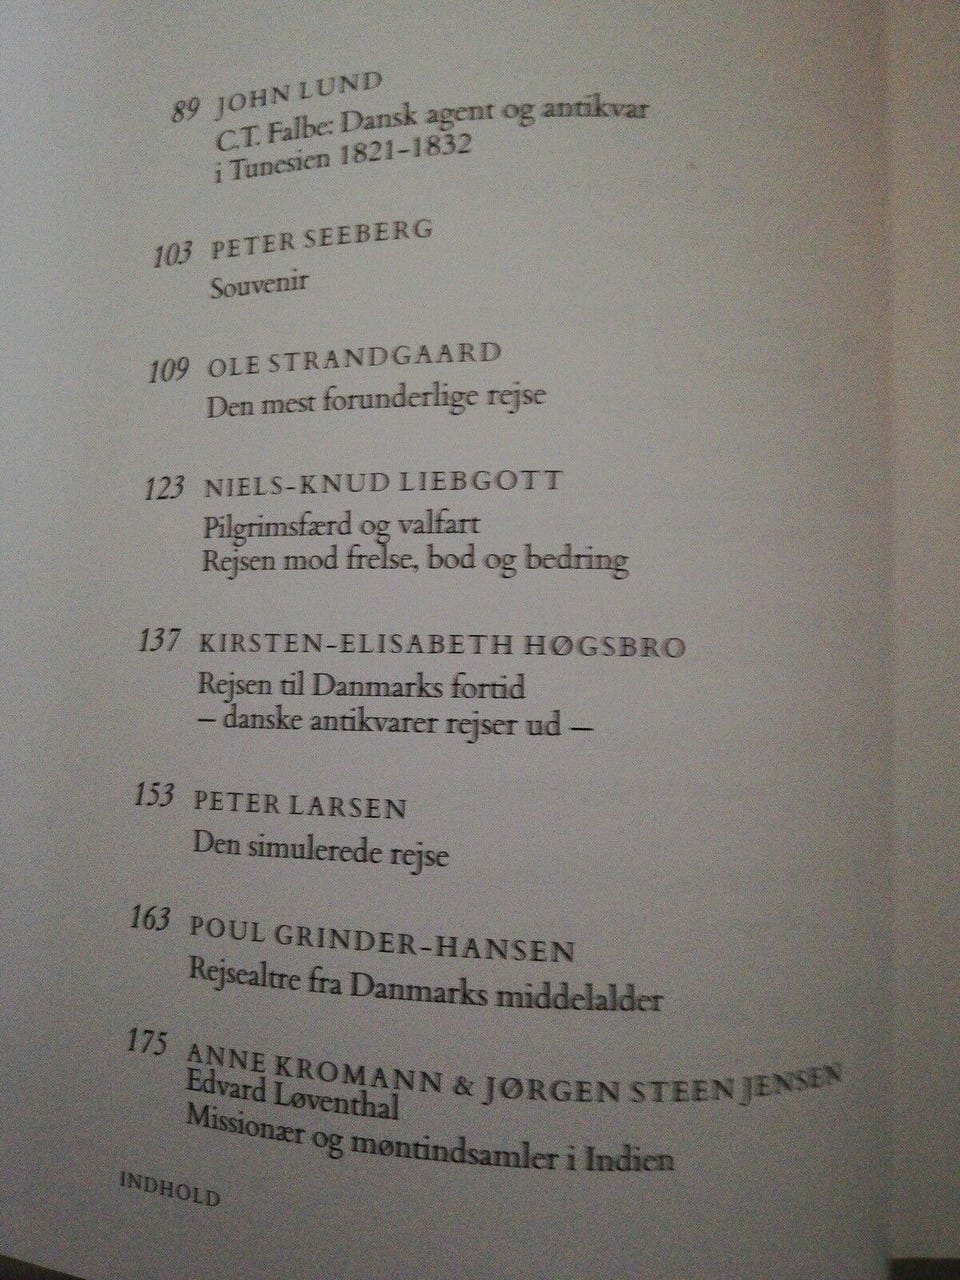 89 JOHN LUND
C.T. Falbe: Dansk agent og antikvar
i Tunesien 1821–1832
103 PETER SEEBERG
Souvenir
109 OLE STRANDGAARD
Den mest forunderlige rejse
123 NIELS-KNUD LIEBGOTT
Pilgrimsfærd og valfart
Rejsen mod frelse, bod og bedring
137 KIRSTEN-ELISABETH HØGSBRO
Rejsen til Danmarks fortid
– danske antikvarer rejser ud –
153 PETER LARSEN
Den simulerede rejse
163 POUL GRINDER-HANSEN
Rejsealtre fra Danmarks middelalder
175 ANNE KROMANN & JØRGEN STEEN JENSEN
Edvard Løventhal
Missionær og møntindsamler i Indien
INDHOLD